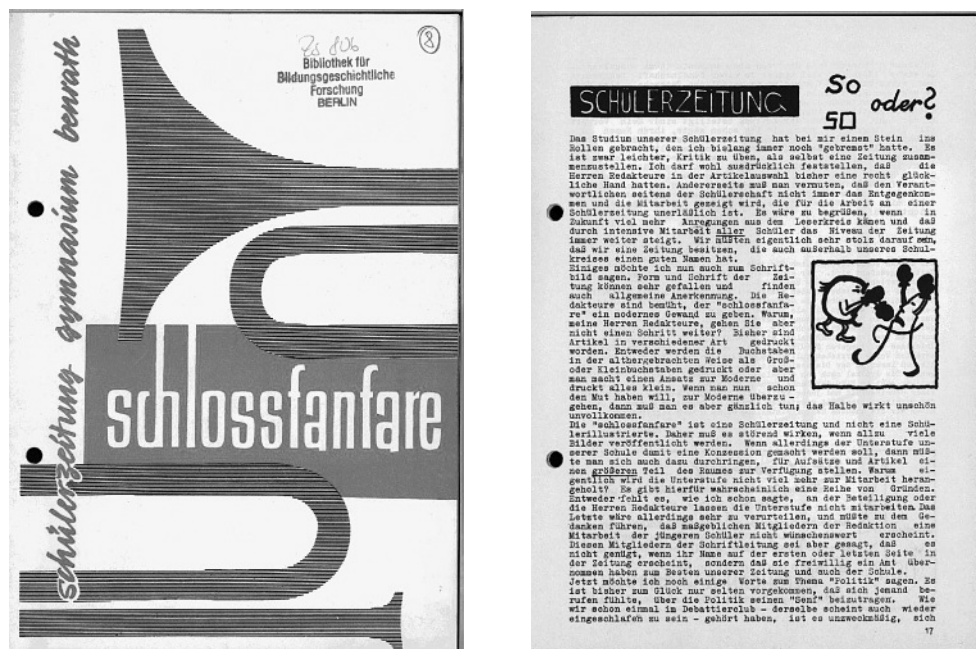 schülerzeitung gymnasium benrath
8
Zs 806
Bibliothek für
Bildungsgeschichtliche
Forschung
BERLIN
schlossfanfare
SCHÜLERZEITUNG So
so oder?
Das Studium unserer Schülerzeitung hat bei mir einem Stein ins
Rollen gebracht, den ich bislang immer noch "gebremst" hatte. Es
ist zwar leichter, Kritik zu üben, als selbst eine Zeitung zusam-
menzustellen. Ich darf wohl ausdrücklich feststellen, daß die
Herren Redakteure in der Artikelauswahl bisher eine recht glück-
liche Hand hatten. Andererseits muß man vermuten, daß den Verant-
wortlichen seitens der Schülerschaft nicht immer das Entgegenkom-
men und die Mitarbeit gezeigt wird, die für die Arbeit an einer
Schülerzeitung unerläßlich ist. Es wäre zu begrüßen, wenn in
Zukunft viel mehr Anregungen aus dem Leserkreis kämen und daß
durch intensive Mitarbeit aller Schüler das Niveau der Zeitung
immer weiter steigt. Wir müßten eigentlich sehr stolz darauf sein,
daß wir eine Zeitung besitzen, die auch außerhalb unseres Schul-
kreises einen guten Namen hat.
Einiges möchte ich nun auch zum Schrift-
bild sagen. Form und Schrift der Zei-
tung können sehr gefallen und finden
auch allgemeine Anerkennung. Die Re-
dakteure sind bemüht, der "schlossfanfa-
re" ein modernes Gewand zu geben. Warum,
meine Herren Redakteure, gehen Sie aber
nicht einen Schritt weiter? Bisher sind
Artikel in verschiedener Art gedruckt
worden. Entweder werden die Buchstaben
in der althergebrachten Weise als Groß-
oder Kleinbuchstaben gedruckt oder aber
man macht einen Ansatz zur Moderne und
druckt alles klein. Wenn man nun schon
den Mut haben will, zur Moderne überzu -
gehen, dann muß man es aber gänzlich tun; das Halbe wirkt unschön
unvollkommen.
Die "schlossfanfare" ist eine Schülerzeitung und nicht eine Schü-
lerillustrierte. Daher muß es störend wirken, wenn allzu viele
Bilder veröffentlicht werden. Wenn allerdings der Unterstufe un-
serer Schule damit eine Konzession gemacht werden soll, dann müß-
te man sich auch dazu durchringen, für Aufsätze und Artikel ei-
nen größeren Teil des Raumes zur Verfügung stellen. Warum ei-
gentlich wird die Unterstufe nicht viel mehr zur Mitarbeit heran-
geholt? Es gibt hierfür wahrscheinlich eine Reihe von Gründen.
Entweder fehlt es, wie ich schon sagte, an der Beteiligung oder
die Herren Redakteure lassen die Unterstufe nicht mitarbeiten. Das
Letzte wäre allerdings sehr zu verurteilen, und müßte zu dem Ge-
danken führen, daß maßgeblichen Mitgliedern der Redaktion eine
Mitarbeit der jüngeren Schüler nicht wünschenswert erscheint.
Diesen Mitgliedern der Schriftleitung sei aber gesagt, daß es
nicht genügt, wenn ihr Name auf der ersten oder letzten Seite in
der Zeitung erscheint, sondern daß sie freiwillig ein Amt über-
nommen haben zum Besten unserer Zeitung und auch der Schule.
Jetzt möchte ich noch einige Worte zum Thema "Politik" sagen. Es
ist bisher zum Glück nur selten vorgekommen, daß sich jemand be-
rufen fühlte, über die Politik seinen "Senf" beizutragen. Wie
wir schon einmal im Debattierclub - derselbe scheint auch wieder
eingeschlafen zu sein - gehört haben, ist es unzweckmäßig, sich
17